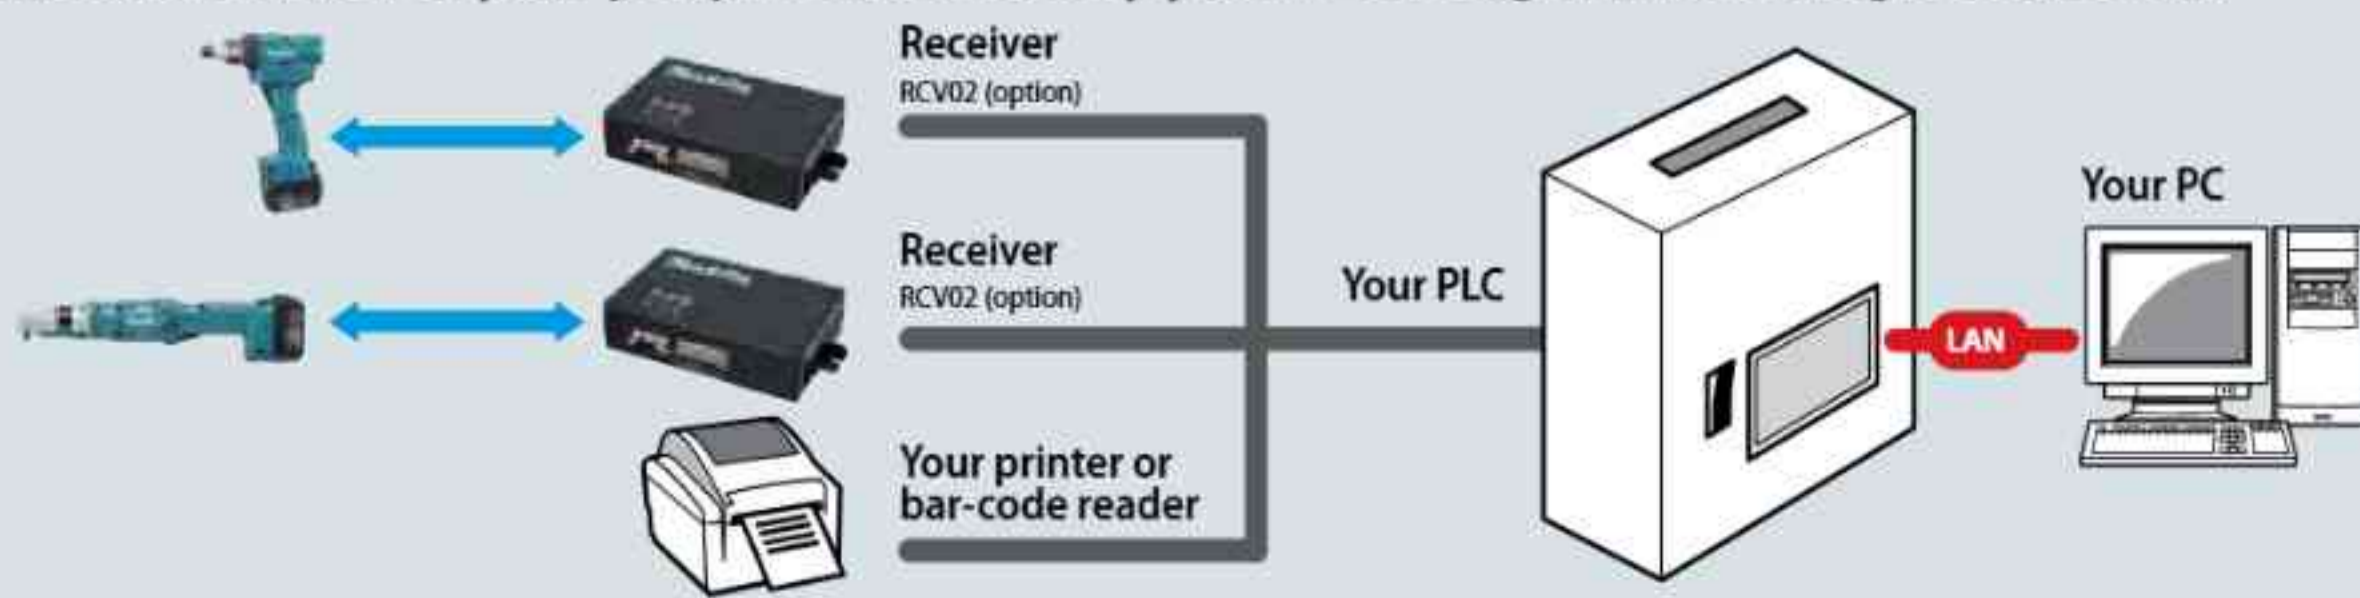 Receiver
RCV02 (option)
Receiver
RCV02 (option)
Your printer or
bar-code reader
Your PLC
LAN
Your PC